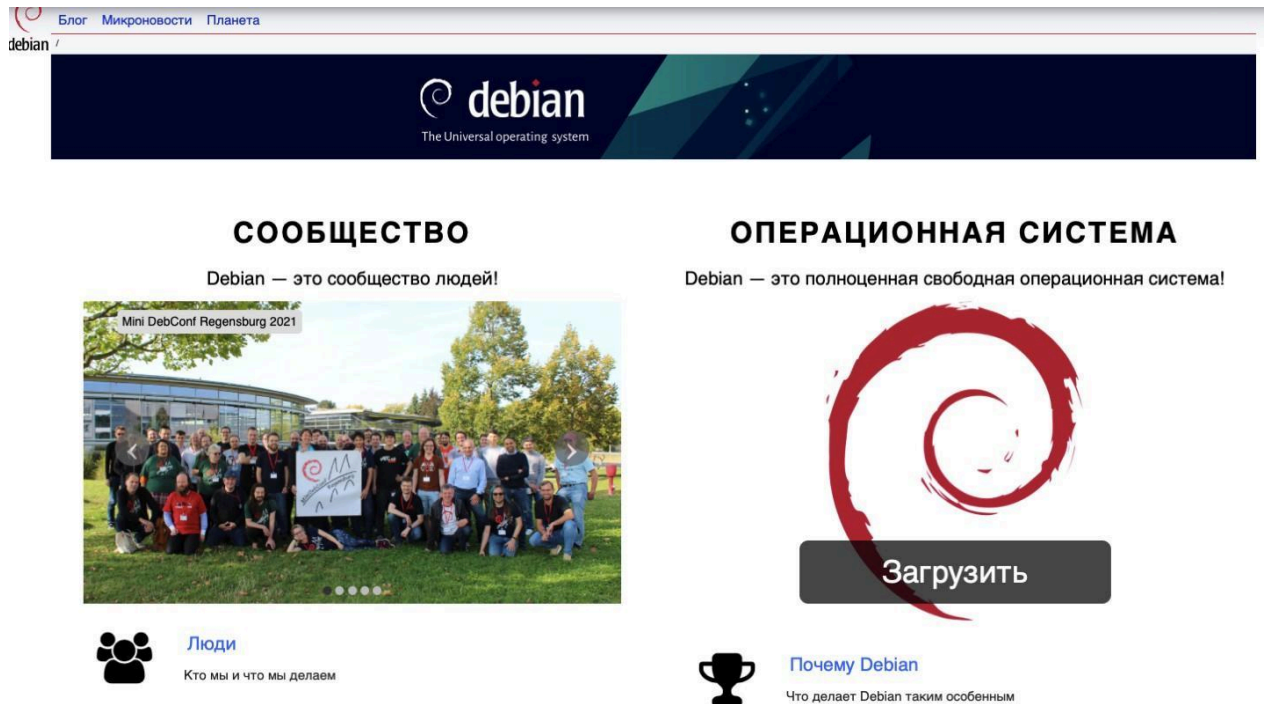 Блог Микроновости Планета
debian /
debian
The Universal operating system
СООБЩЕСТВО
Debian — это сообщество людей!
Mini DebConf Regensburg 2021
MiniDebConf
Regensburg
Люди
Кто мы и что мы делаем
ОПЕРАЦИОННАЯ СИСТЕМА
Debian — это полноценная свободная операционная система!
Загрузить
Почему Debian
Что делает Debian таким особенным